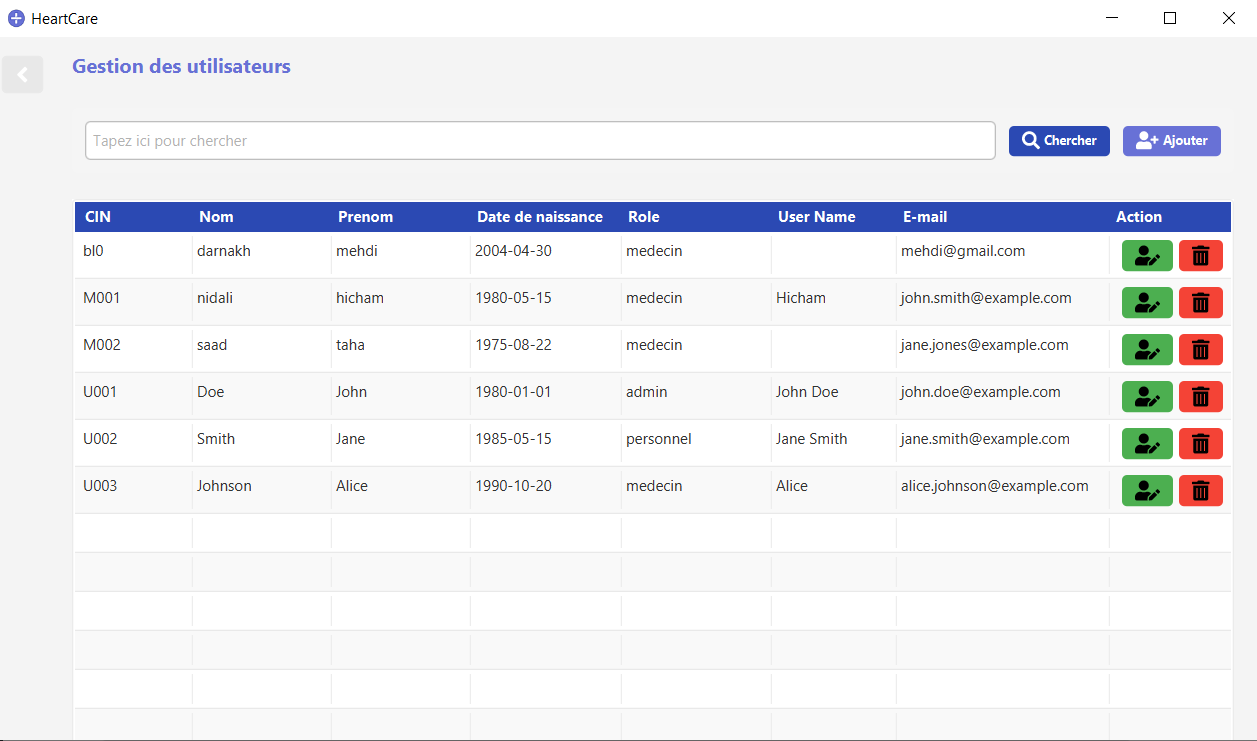 HeartCare
Gestion des utilisateurs
Tapez ici pour chercher Chercher Ajouter
CIN Nom Prenom Date de naissance Role User Name E-mail Action
bl0 darnakh mehdi 2004-04-30 medecin mehdi@gmail.com
M001 nidali hicham 1980-05-15 medecin Hicham john.smith@example.com
M002 saad taha 1975-08-22 medecin jane.jones@example.com
U001 Doe John 1980-01-01 admin John Doe john.doe@example.com
U002 Smith Jane 1985-05-15 personnel Jane Smith jane.smith@example.com
U003 Johnson Alice 1990-10-20 medecin Alice alice.johnson@example.com